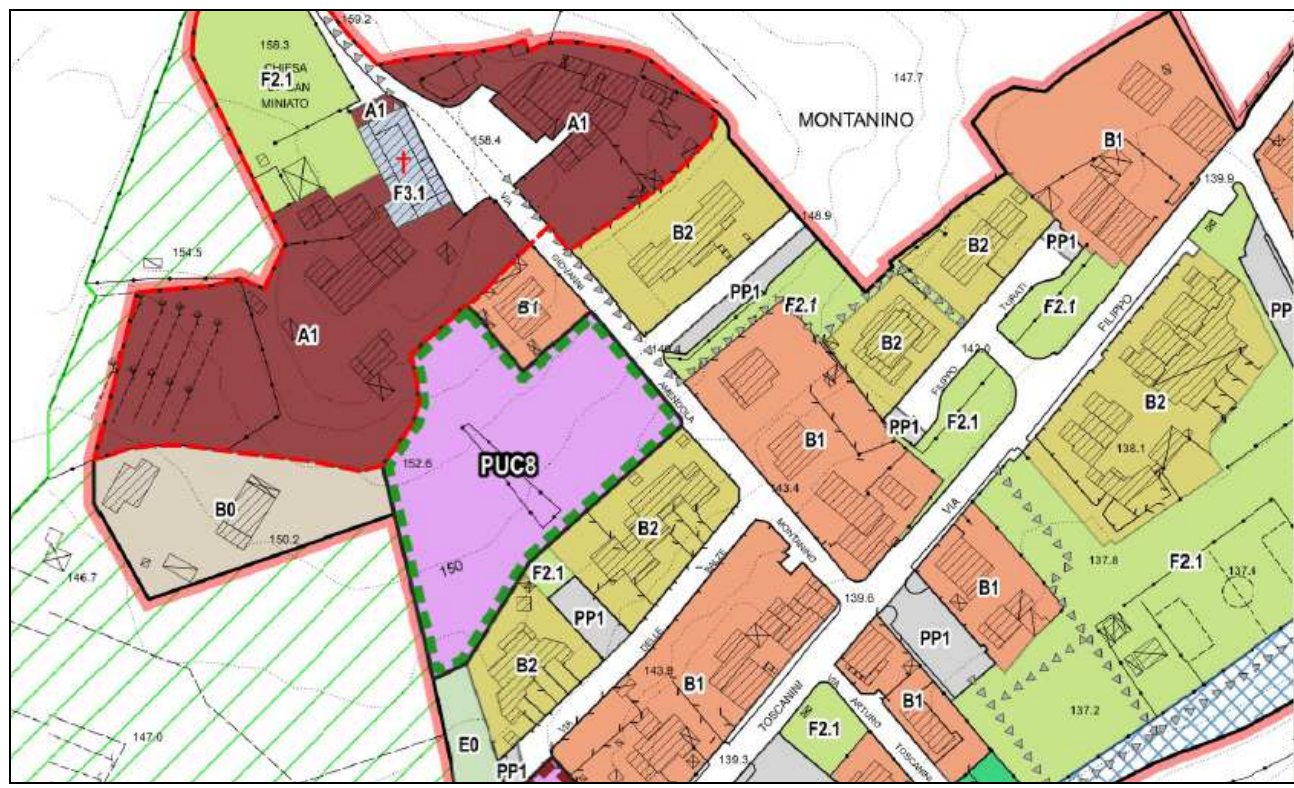 159.2
158.3
CHIESA
F2.1
SAN
MINIATO
A1
158.4
A1
F3.1
147.7
MONTANINO
B1
139.9
154.5
VIA
GIOVANNI
B2
148.9
B2
PP1
TURATI
FILIPPO
PP
A1
B1
PP1
F2.1
B2
F2.1
142.0
FILIPPO
AMENDOLA
B2
PP1
F2.1
B1
138.1
152.6
PUC8
143.4
B0
150.2
B2
MONTANINO
VIA
146.7
150
F2.1
BALZE
137.8
F2.1
137.4
139.6
B1
PP1
DELLE
PP1
B2
143.8
B1
TOSCANINI
VIA
ARTURO
TOSCANINI
B1
137.2
147.0
E0
VIA
F2.1
PP1
139.3